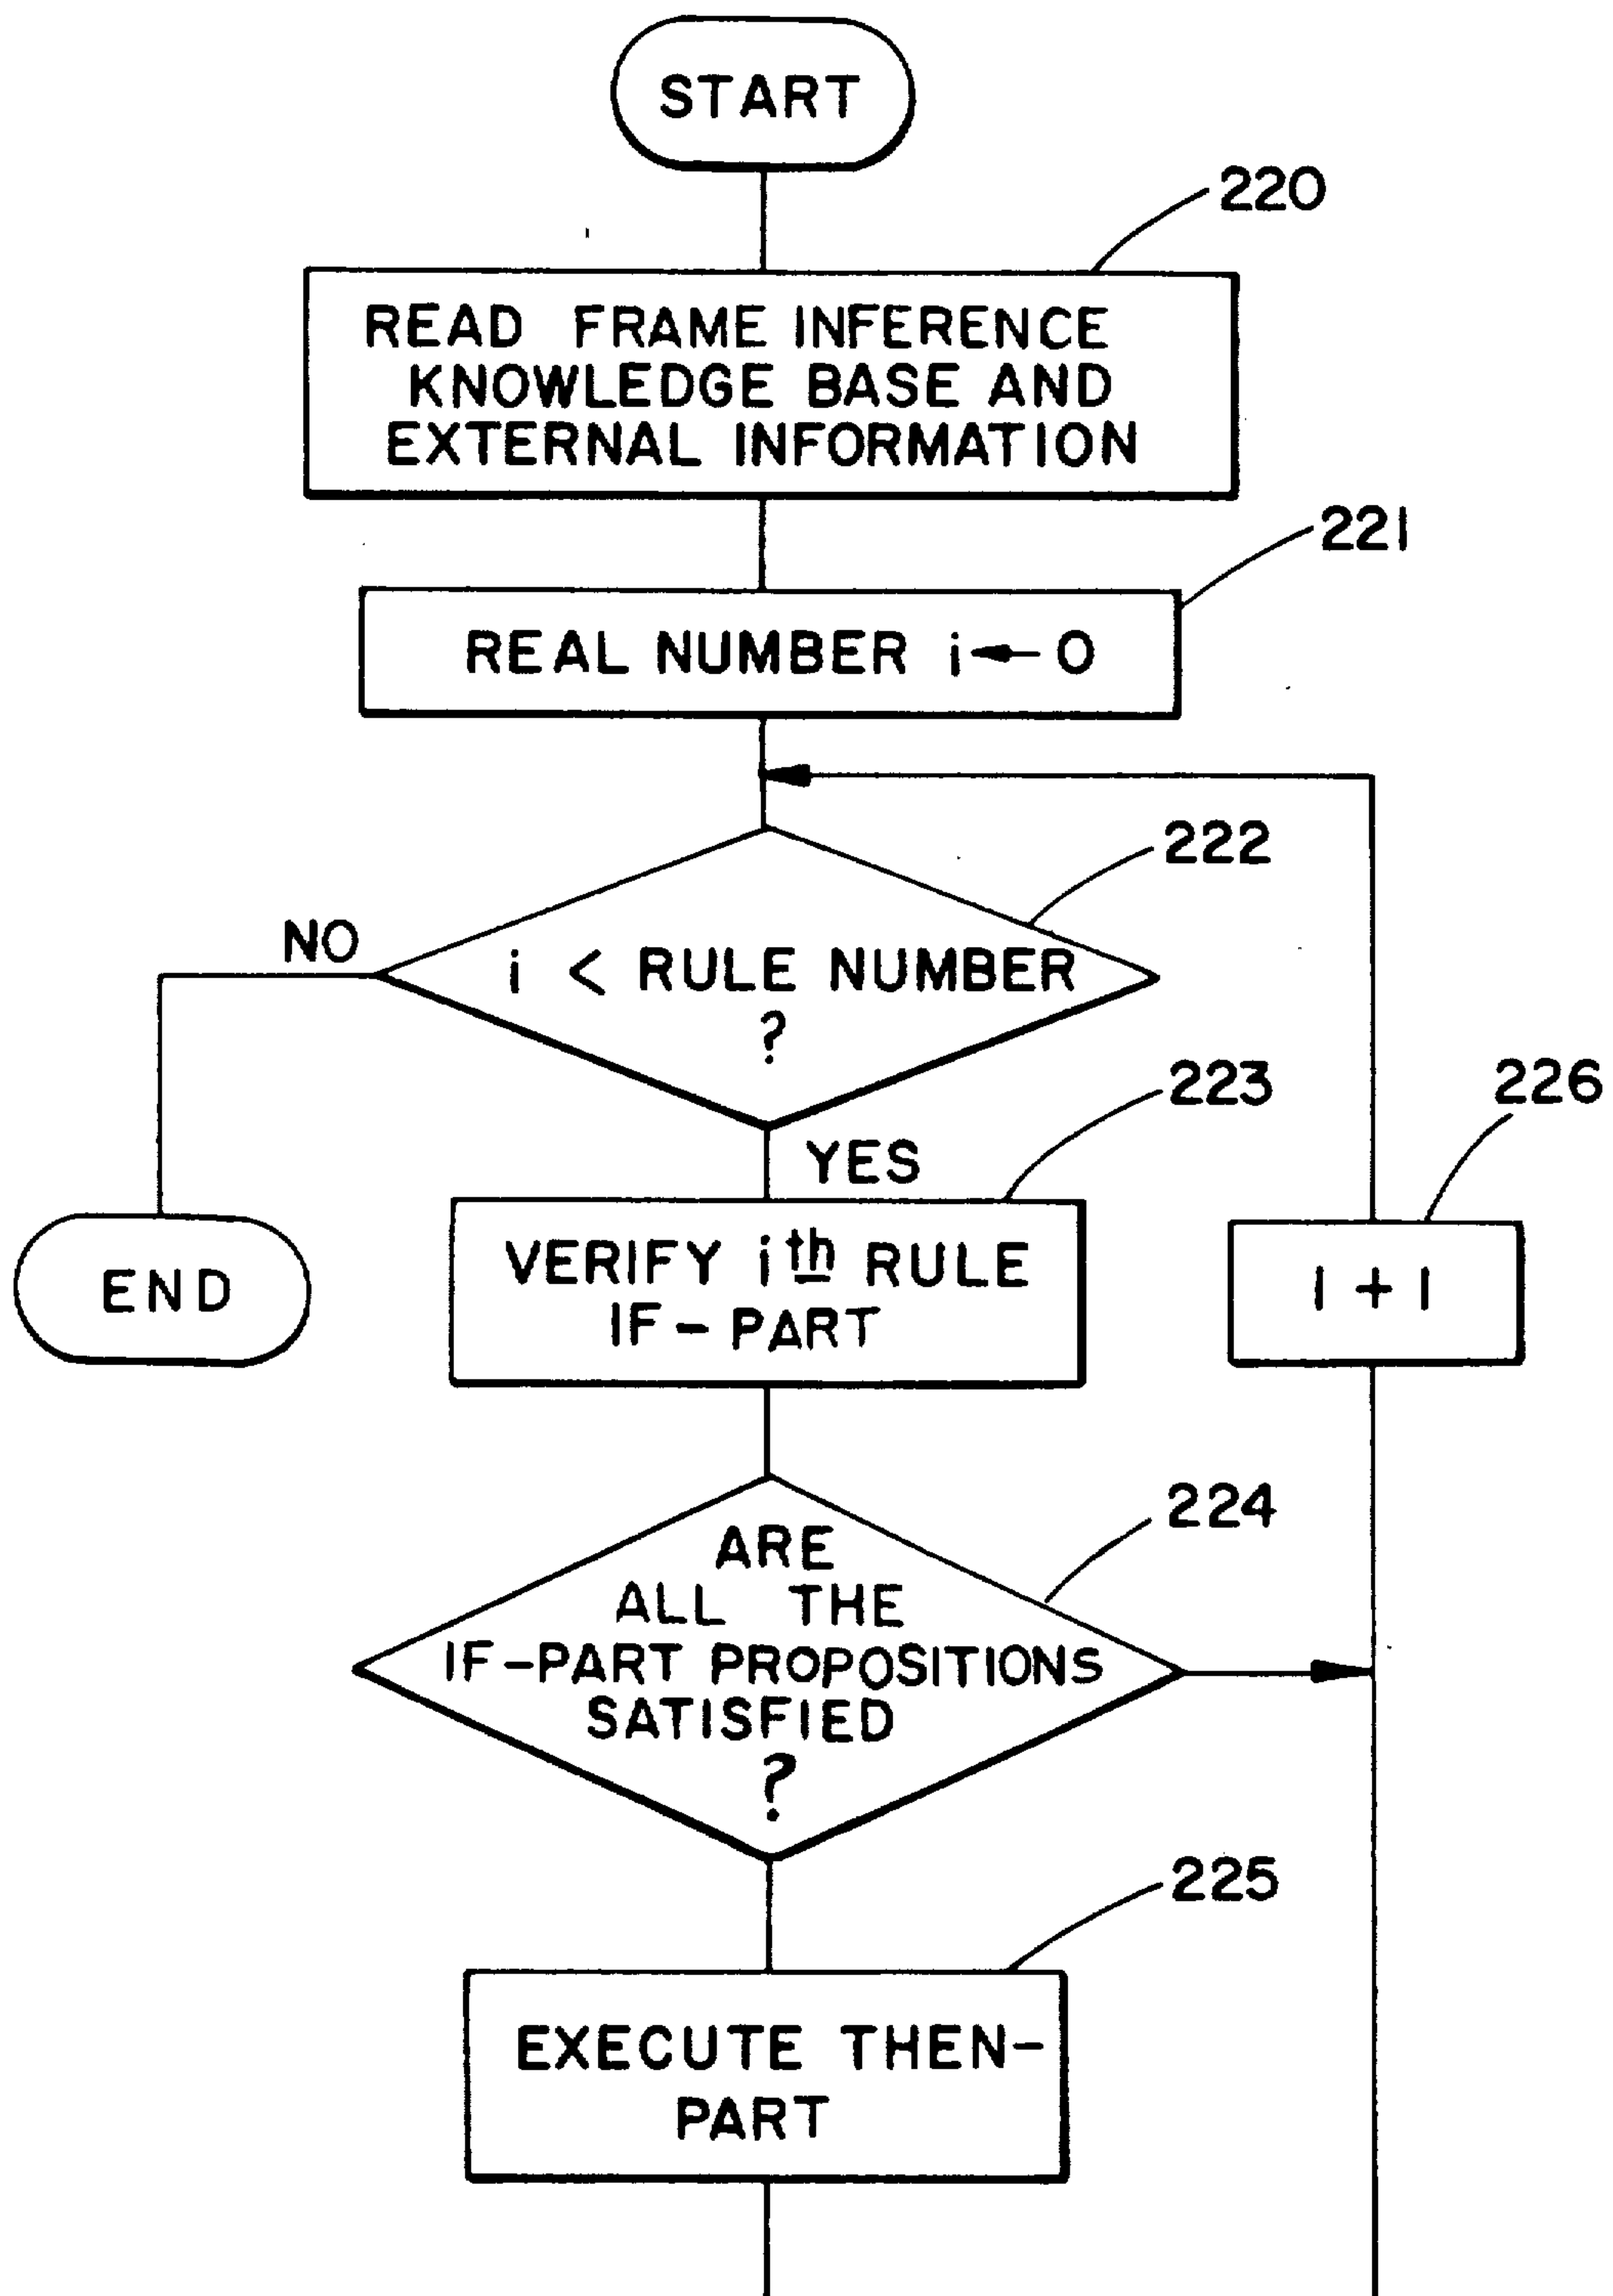 START
220
READ FRAME INFERENCE
KNOWLEDGE BASE AND
EXTERNAL INFORMATION
221
REAL NUMBER i ← 0
222
NO
i < RULE NUMBER
?
YES
223
226
VERIFY ith RULE
IF-PART
END
1 + 1
224
ARE
ALL THE
IF-PART PROPOSITIONS
SATISFIED
?
225
EXECUTE THEN-
PART